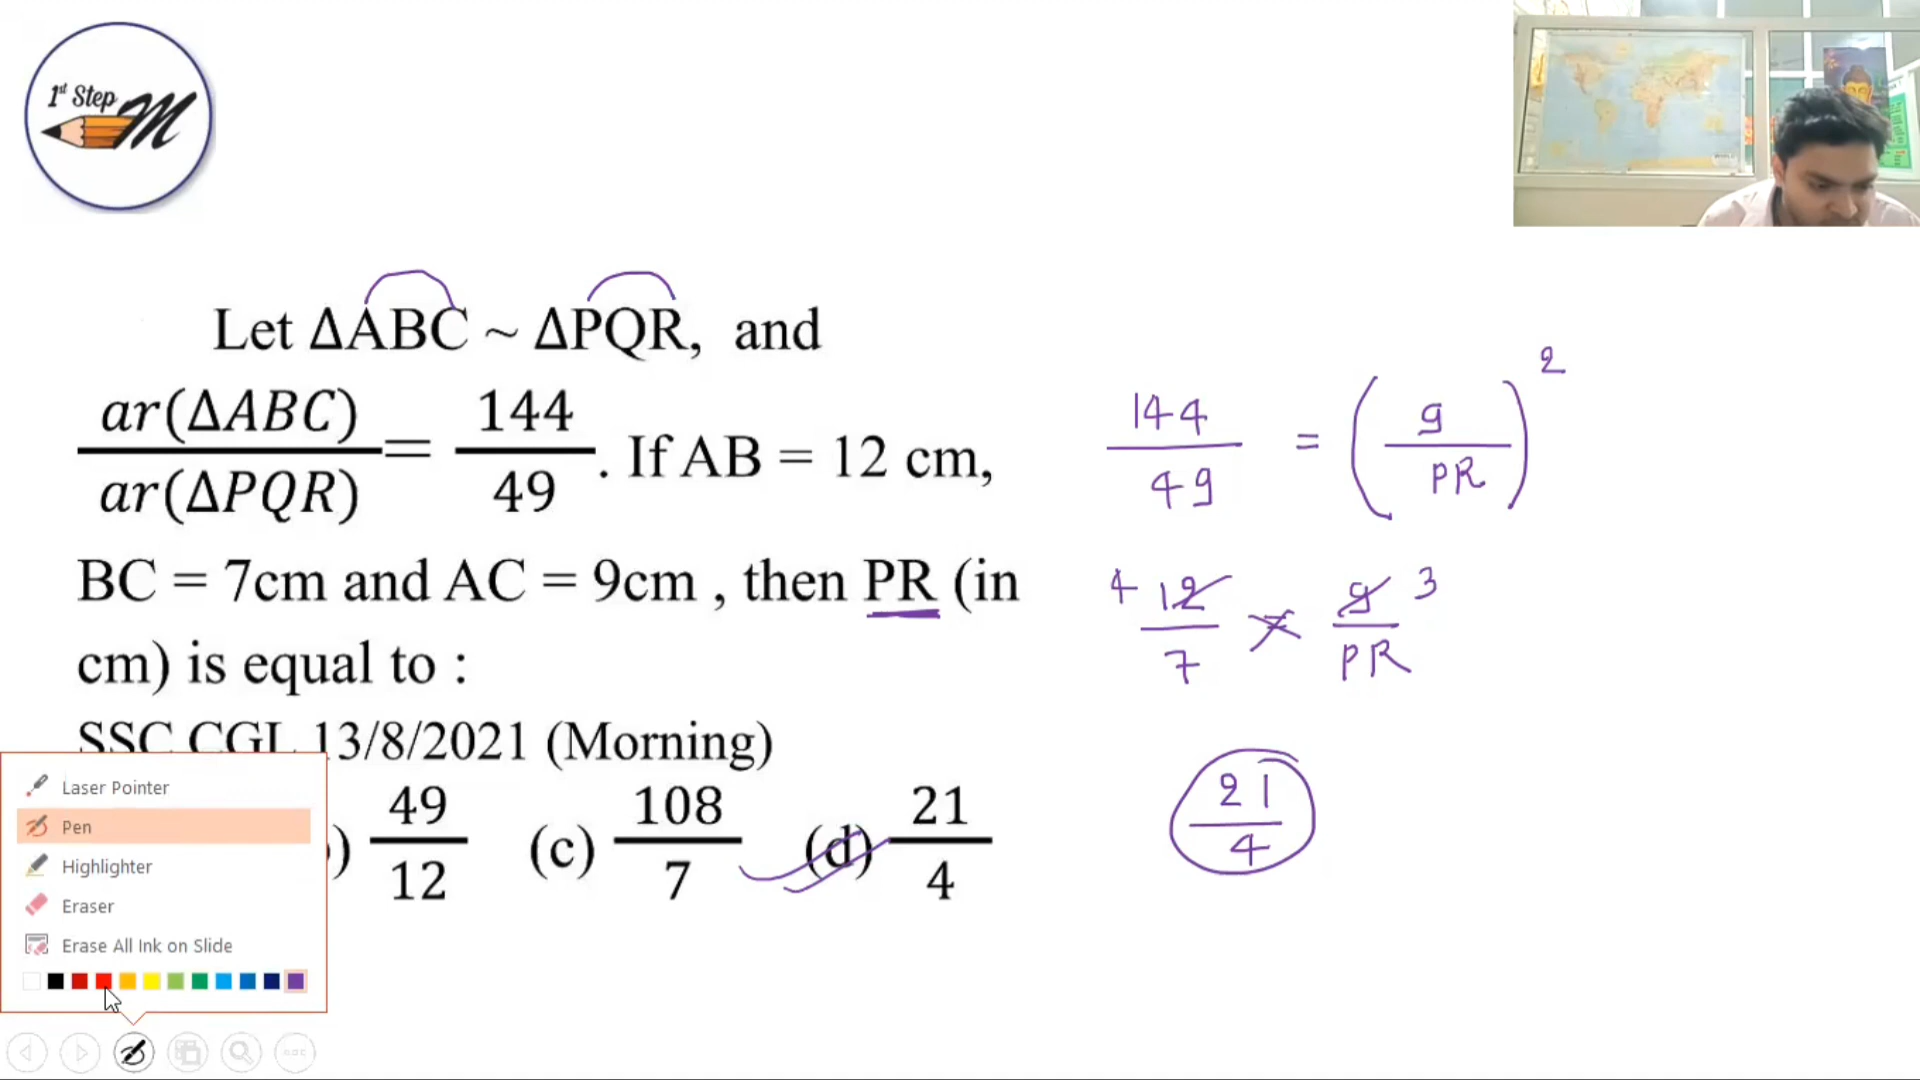 1st Step
M
Let ΔABC ~ ΔPQR, and
ar(ΔABC)/ar(ΔPQR) = 144/49 . If AB = 12 cm,
BC = 7cm and AC = 9cm , then PR (in
cm) is equal to :
SSC CGL 13/8/2021 (Morning)
) 49/12 (c) 108/7 (d) 21/4
144/49 = (9/PR)²
4 12/7 × 9/PR 3
21/4
Laser Pointer
Pen
Highlighter
Eraser
Erase All Ink on Slide